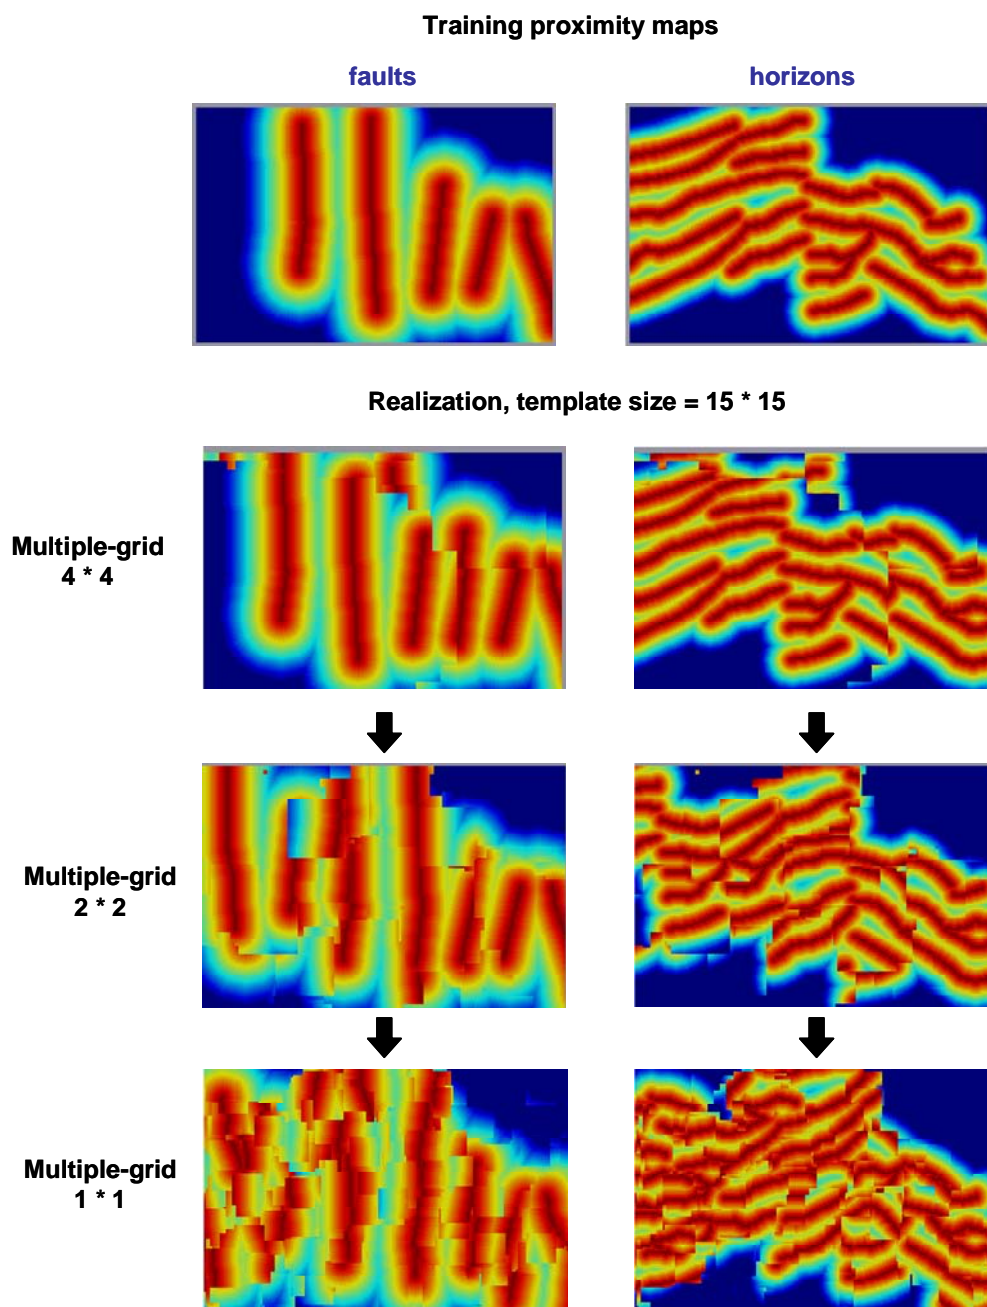 Training proximity maps
faults
horizons
Realization, template size = 15 * 15
Multiple-grid
4 * 4
Multiple-grid
2 * 2
Multiple-grid
1 * 1